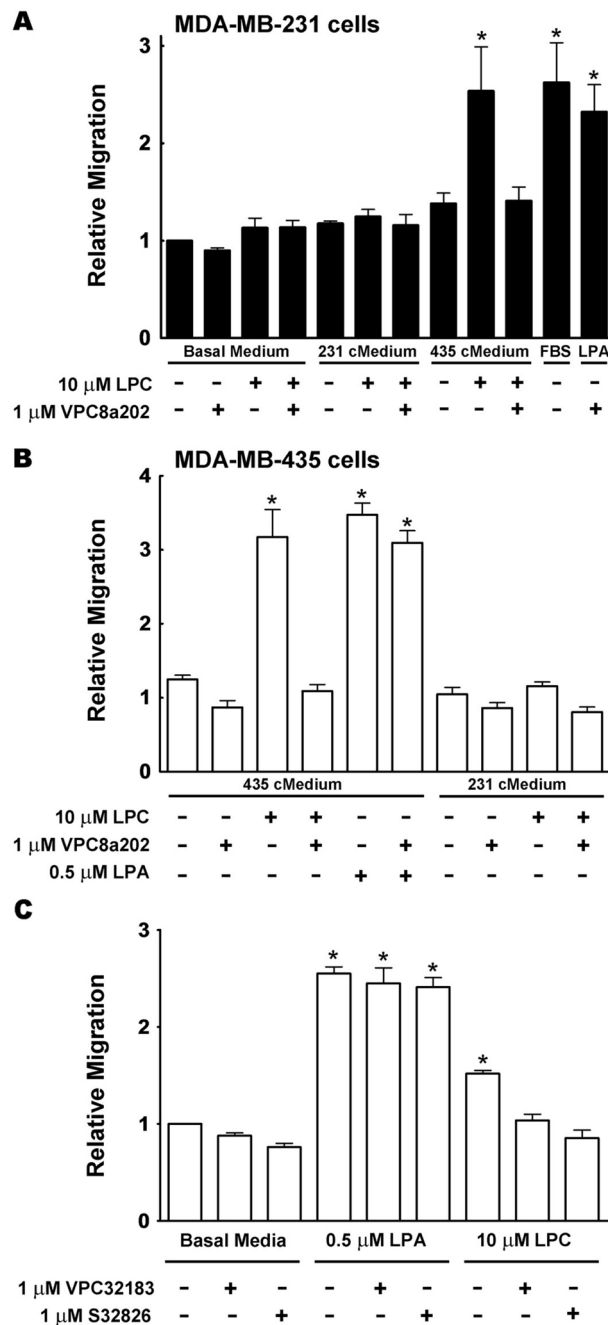 A
MDA-MB-231 cells
Relative Migration
3
2
1
0
* * *
Basal Medium 231 cMedium 435 cMedium FBS LPA
10 μM LPC – – + + – + + – + + – –
1 μM VPC8a202 – + – + – – + – – + – +
B
MDA-MB-435 cells
Relative Migration
4
3
2
1
0
* * *
435 cMedium 231 cMedium
10 μM LPC – – + + – – – – + +
1 μM VPC8a202 – + – + – + – + – +
0.5 μM LPA – – – – + + – – – –
C
Relative Migration
3
2
1
0
* * * *
Basal Media 0.5 μM LPA 10 μM LPC
1 μM VPC32183 – + – – + – – + –
1 μM S32826 – – + – – + – – +